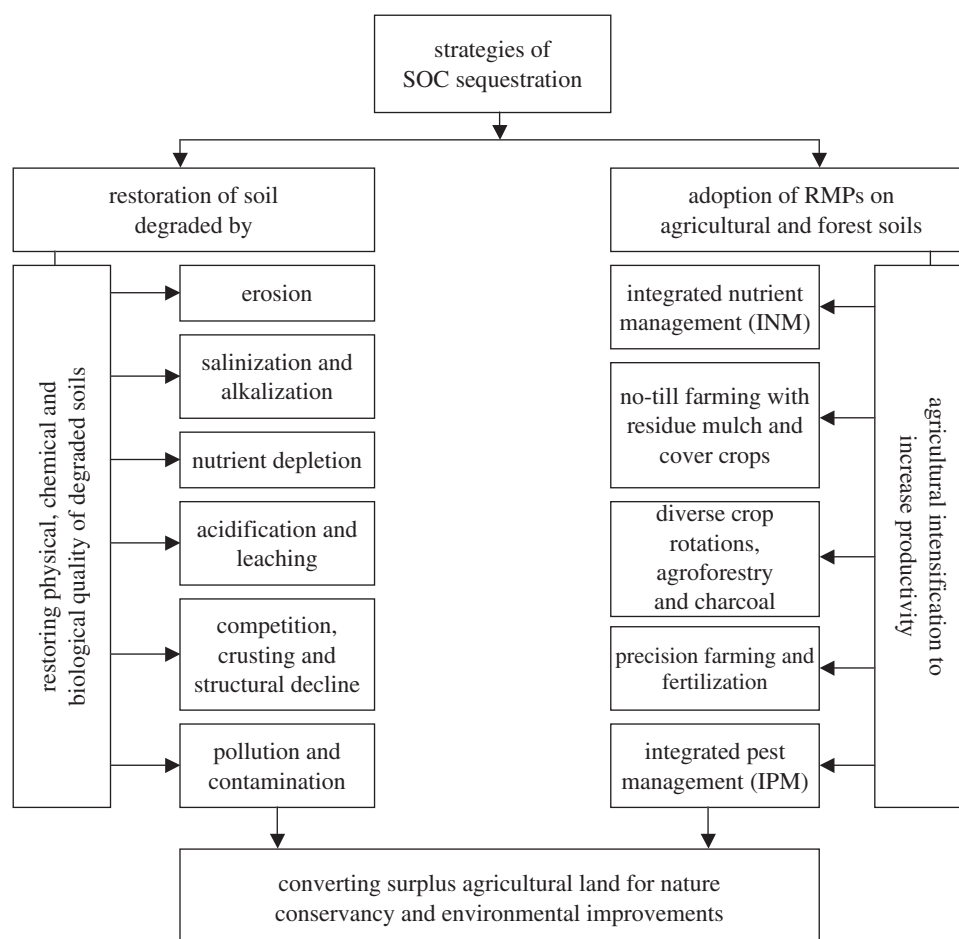 strategies of
SOC sequestration
restoration of soil
degraded by
adoption of RMPs on
agricultural and forest soils
restoring physical, chemical and
biological quality of degraded soils
erosion
salinization and
alkalization
nutrient depletion
acidification and
leaching
competition,
crusting and
structural decline
pollution and
contamination
integrated nutrient
management (INM)
no-till farming with
residue mulch and
cover crops
diverse crop
rotations,
agroforestry
and charcoal
precision farming and
fertilization
integrated pest
management (IPM)
agricultural intensification to
increase productivity
converting surplus agricultural land for nature
conservancy and environmental improvements